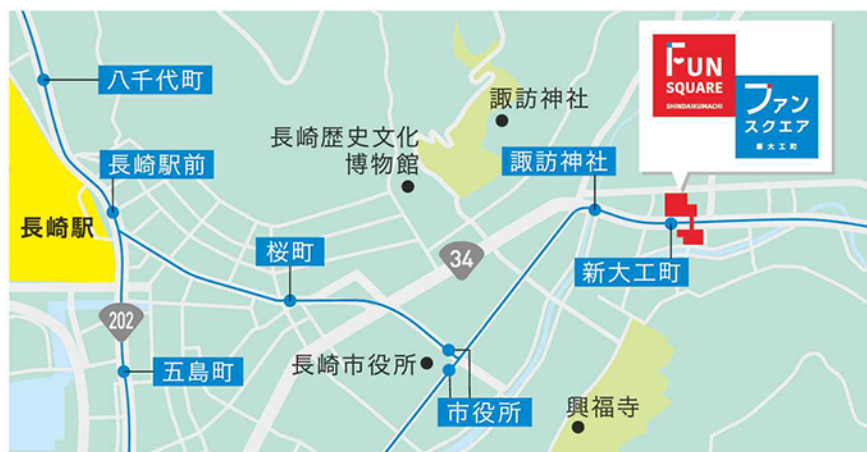 FUN
SQUARE
SHINDAIKUMACHI
ファン
スクエア
新大工町
八千代町
諏訪神社
長崎歴史文化
博物館
長崎駅前
諏訪神社
長崎駅
桜町
34
新大工町
202
五島町
長崎市役所
市役所
興福寺